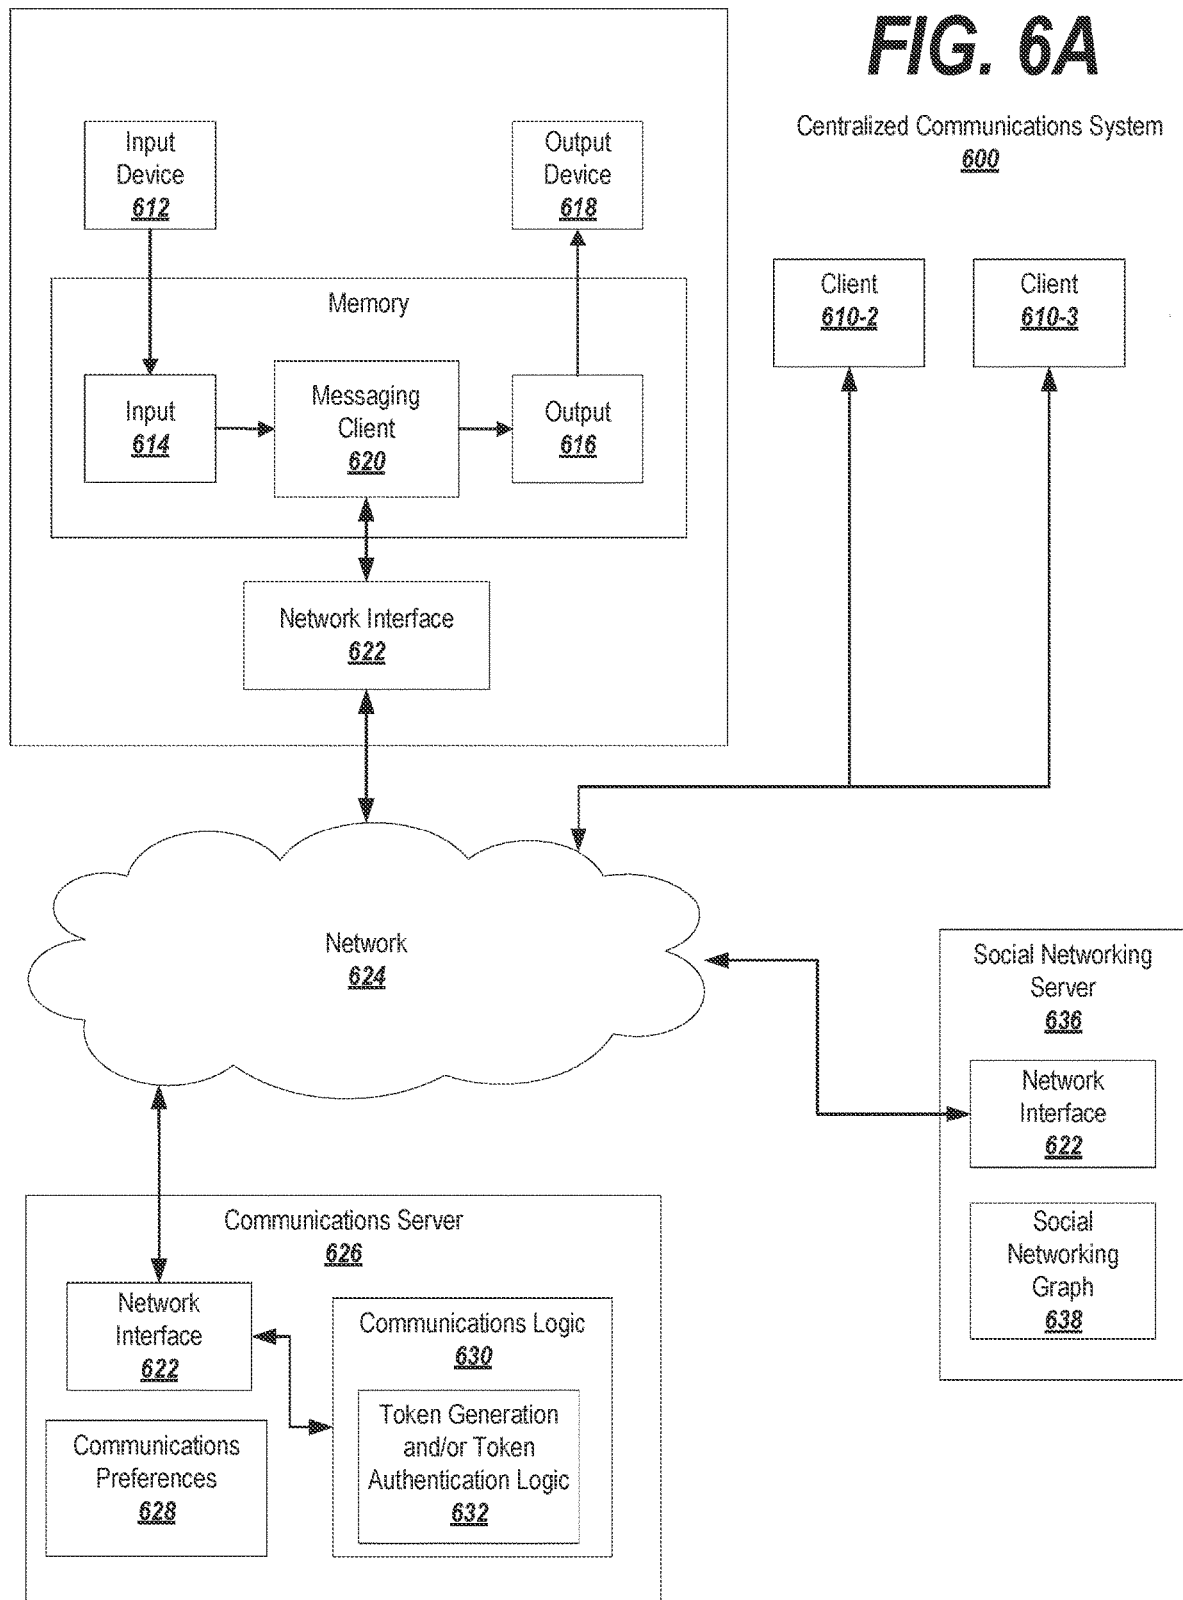 FIG. 6A
Centralized Communications System
600
Input
Device
612
Output
Device
618
Client
610-2
Client
610-3
Memory
Input
614
Messaging
Client
620
Output
616
Network Interface
622
Network
624
Social Networking
Server
636
Network
Interface
622
Social
Networking
Graph
638
Communications Server
626
Network
Interface
622
Communications Logic
630
Token Generation
and/or Token
Authentication Logic
632
Communications
Preferences
628